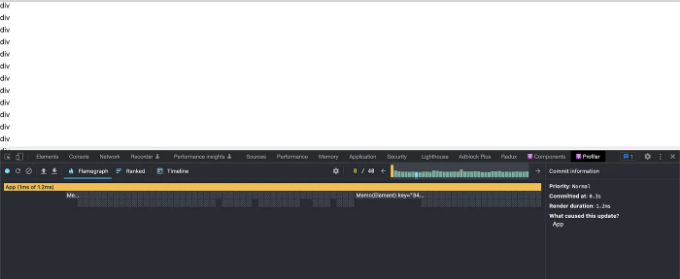 div
div
div
div
div
div
div
div
div
div
div
div
Elements Console Network Recorder Performance insights Sources Performance Memory Application Security Lighthouse Adblock Plus Redux Components Profiler 1
Flamegraph Ranked Timeline 8 / 40 Commit information
App (1ms of 1.2ms)
Me... Memo(Element) key="34...
Priority: Normal
Committed at: 6.3s
Render duration: 1.2ms
What caused this update?
App